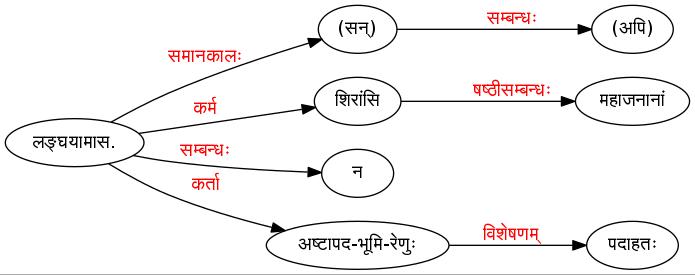 सम्बन्धः
(सन्)
(अपि)
समानकालः
षष्ठीसम्बन्धः
कर्म
शिरांसि
महाजनानां
लङ्घयामास.
सम्बन्धः
न
कर्ता
विशेषणम्
अष्टापद-भूमि-रेणुः
पदाहतः